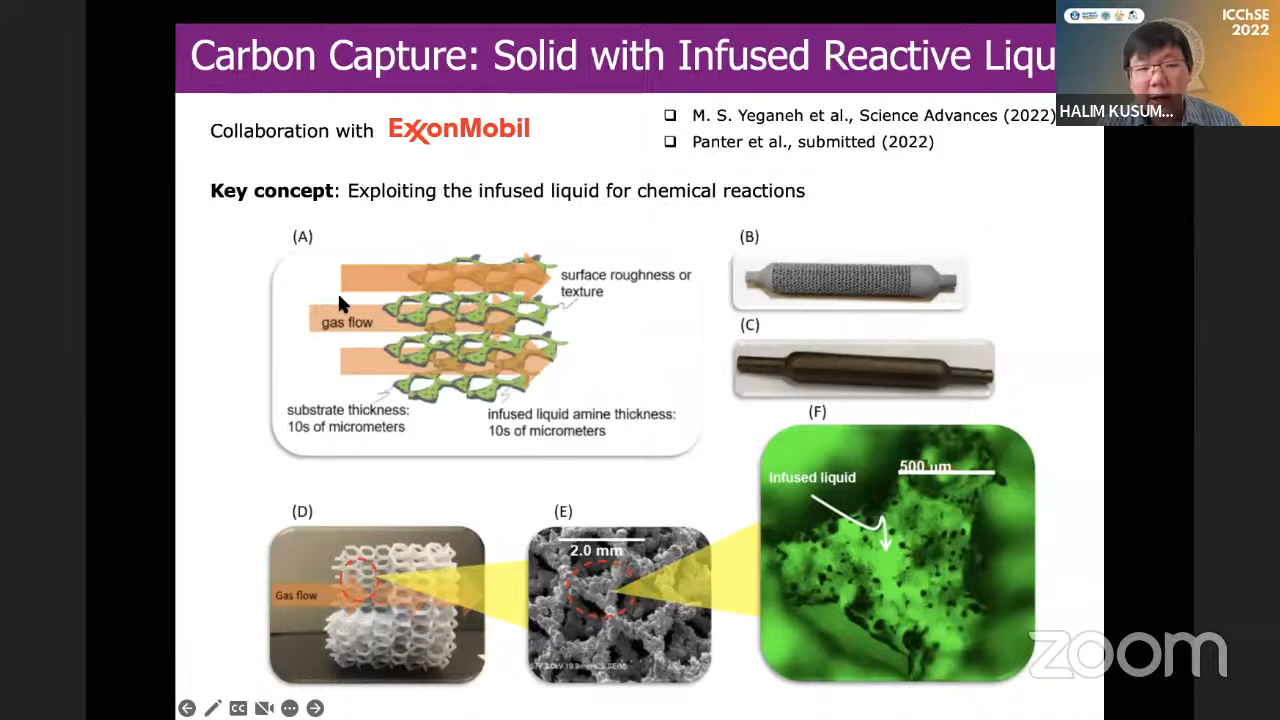 Carbon Capture: Solid with Infused Reactive Liqu
ICChSE
2022
HALIM KUSUM...
Collaboration with ExxonMobil
❑ M. S. Yeganeh et al., Science Advances (2022)
❑ Panter et al., submitted (2022)
Key concept: Exploiting the infused liquid for chemical reactions
(A)
gas flow
surface roughness or
texture
substrate thickness:
10s of micrometers
infused liquid amine thickness:
10s of micrometers
(B)
(C)
(F)
500 µm
Infused liquid
(D)
Gas flow
(E)
2.0 mm
zoom
CC